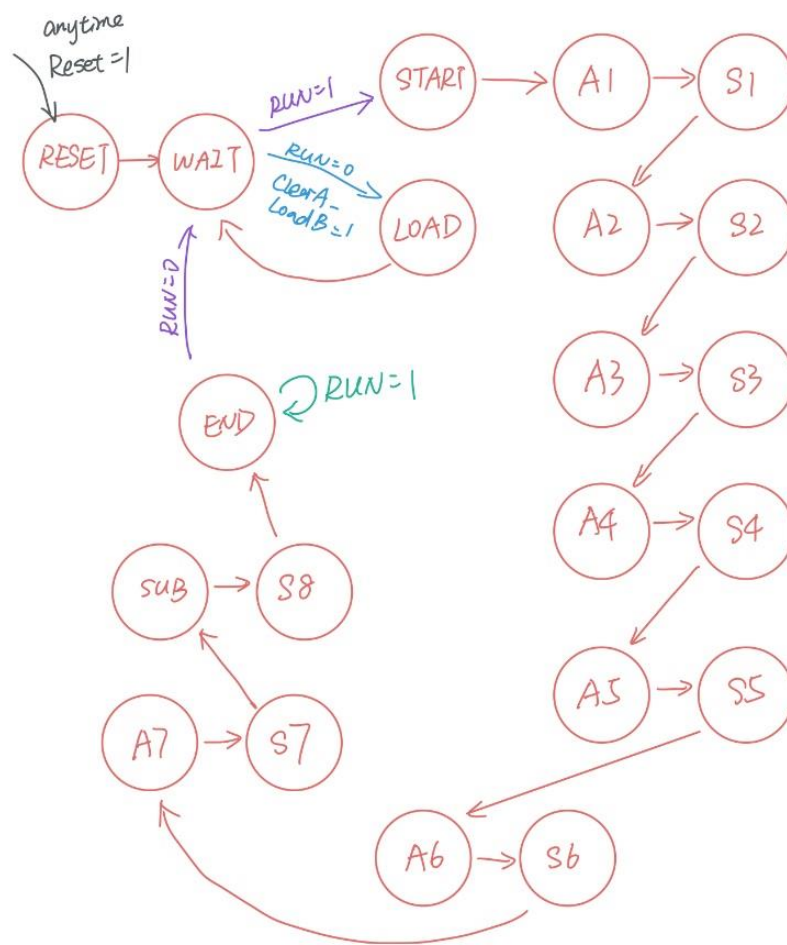 anytime
Reset=1
RESET
WAIT
RUN=1
RUN=0
ClearA_
LoadB=1
START
LOAD
A1
S1
A2
S2
A3
S3
A4
S4
A5
S5
A6
S6
A7
S7
SUB
S8
END
RUN=1
RUN=0